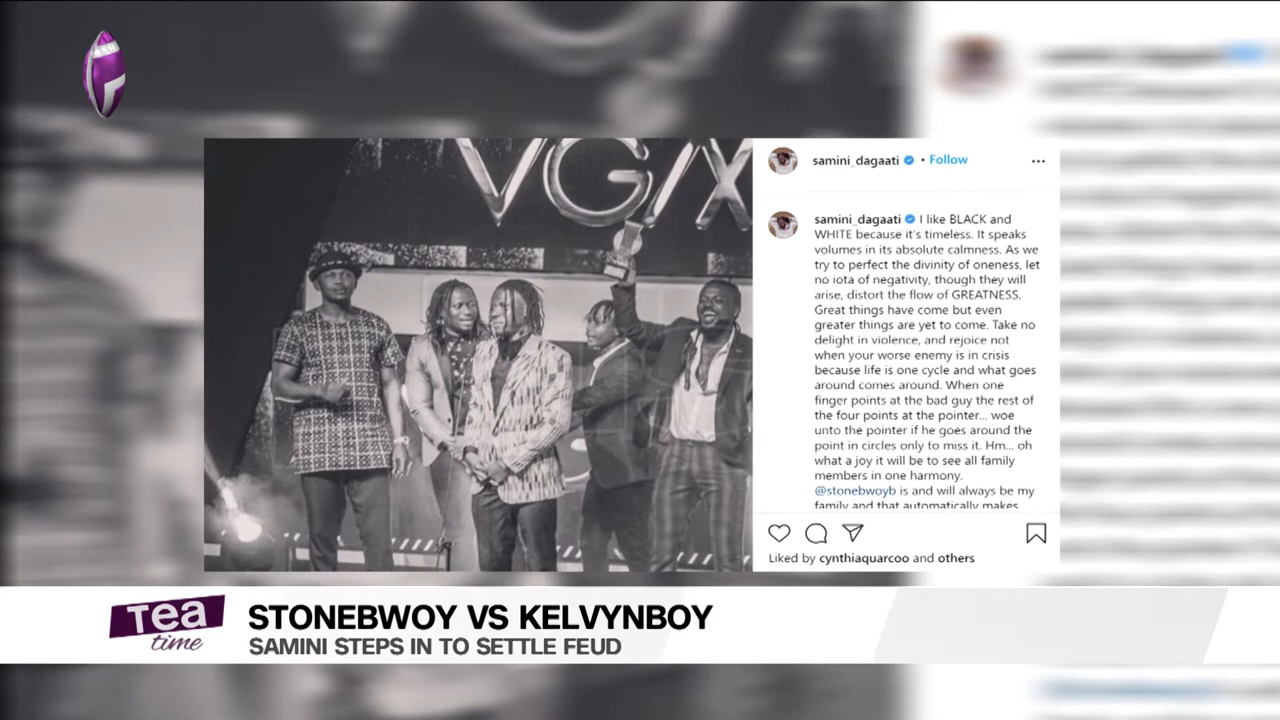 VGMA
samini_dagaati • Follow
samini_dagaati I like BLACK and
WHITE because it's timeless. It speaks
volumes in its absolute calmness. As we
try to perfect the divinity of oneness, let
no iota of negativity, though they will
arise, distort the flow of GREATNESS.
Great things have come but even
greater things are yet to come. Take no
delight in violence, and rejoice not
when your worse enemy is in crisis
because life is one cycle and what goes
around comes around. When one
finger points at the bad guy the rest of
the four points at the pointer... woe
unto the pointer if he goes around the
point in circles only to miss it. Hm... oh
what a joy it will be to see all family
members in one harmony.
@stonebwoyb is and will always be my
family and that automatically makes
Liked by cynthiaquarcoo and others
Tea
time
STONEBWOY VS KELVYNBOY
SAMINI STEPS IN TO SETTLE FEUD